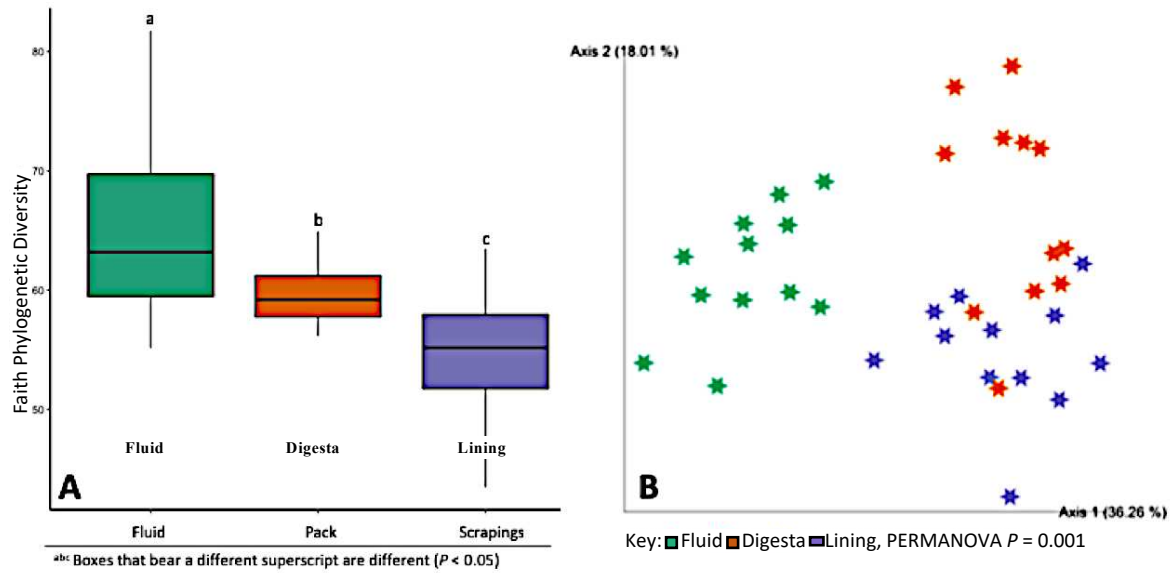 a
80
70
60
50
b
c
Faith Phylogenetic Diversity
Fluid
Digesta
Lining
A
Fluid
Pack
Scrapings
abc Boxes that bear a different superscript are different (P < 0.05)
Axis 2 (18.01 %)
B
Axis 1 (36.26 %)
Key: Fluid Digesta Lining, PERMANOVA P = 0.001